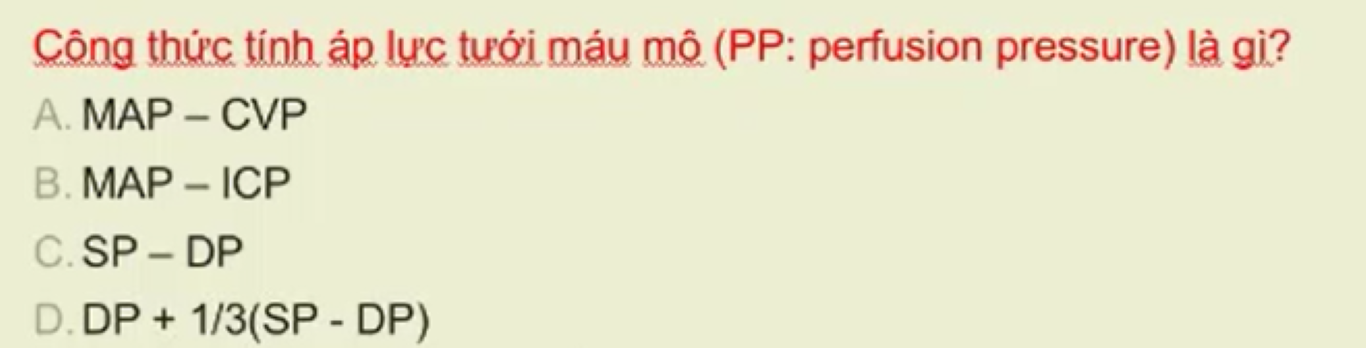 Công thức tính áp lực tưới máu mô (PP: perfusion pressure) là gì?
A. MAP – CVP
B. MAP – ICP
C. SP – DP
D. DP + 1/3(SP - DP)